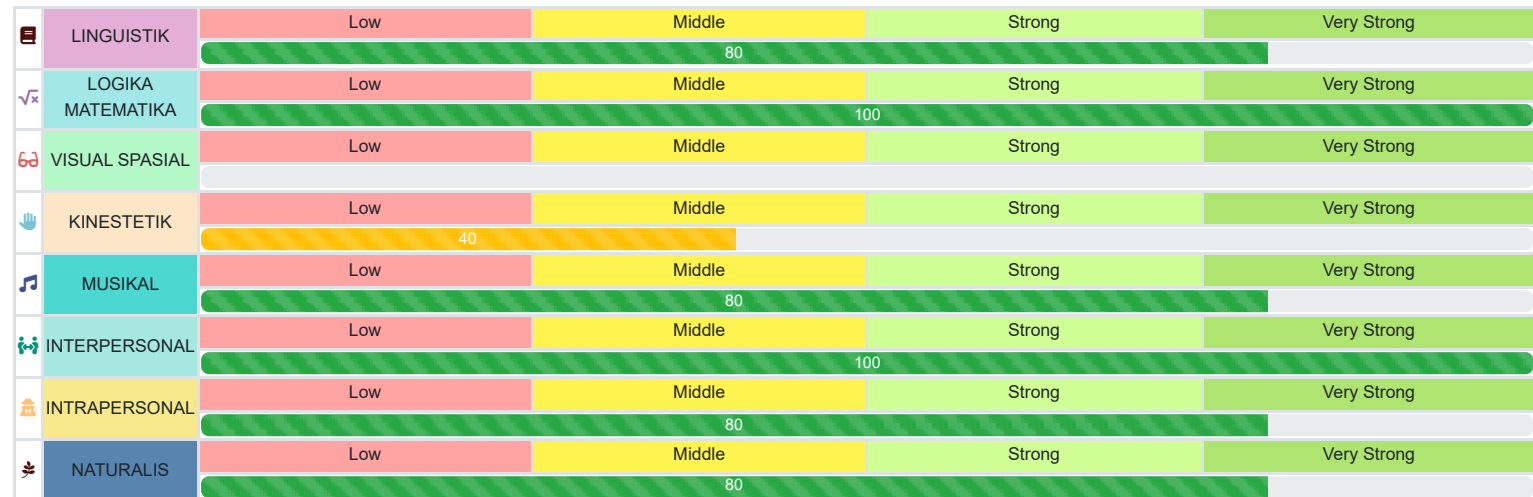 LINGUISTIK
Low Middle Strong Very Strong
80
LOGIKA
MATEMATIKA
Low Middle Strong Very Strong
100
VISUAL SPASIAL
Low Middle Strong Very Strong
KINESTETIK
Low Middle Strong Very Strong
40
MUSIKAL
Low Middle Strong Very Strong
80
INTERPERSONAL
Low Middle Strong Very Strong
100
INTRAPERSONAL
Low Middle Strong Very Strong
80
NATURALIS
Low Middle Strong Very Strong
80